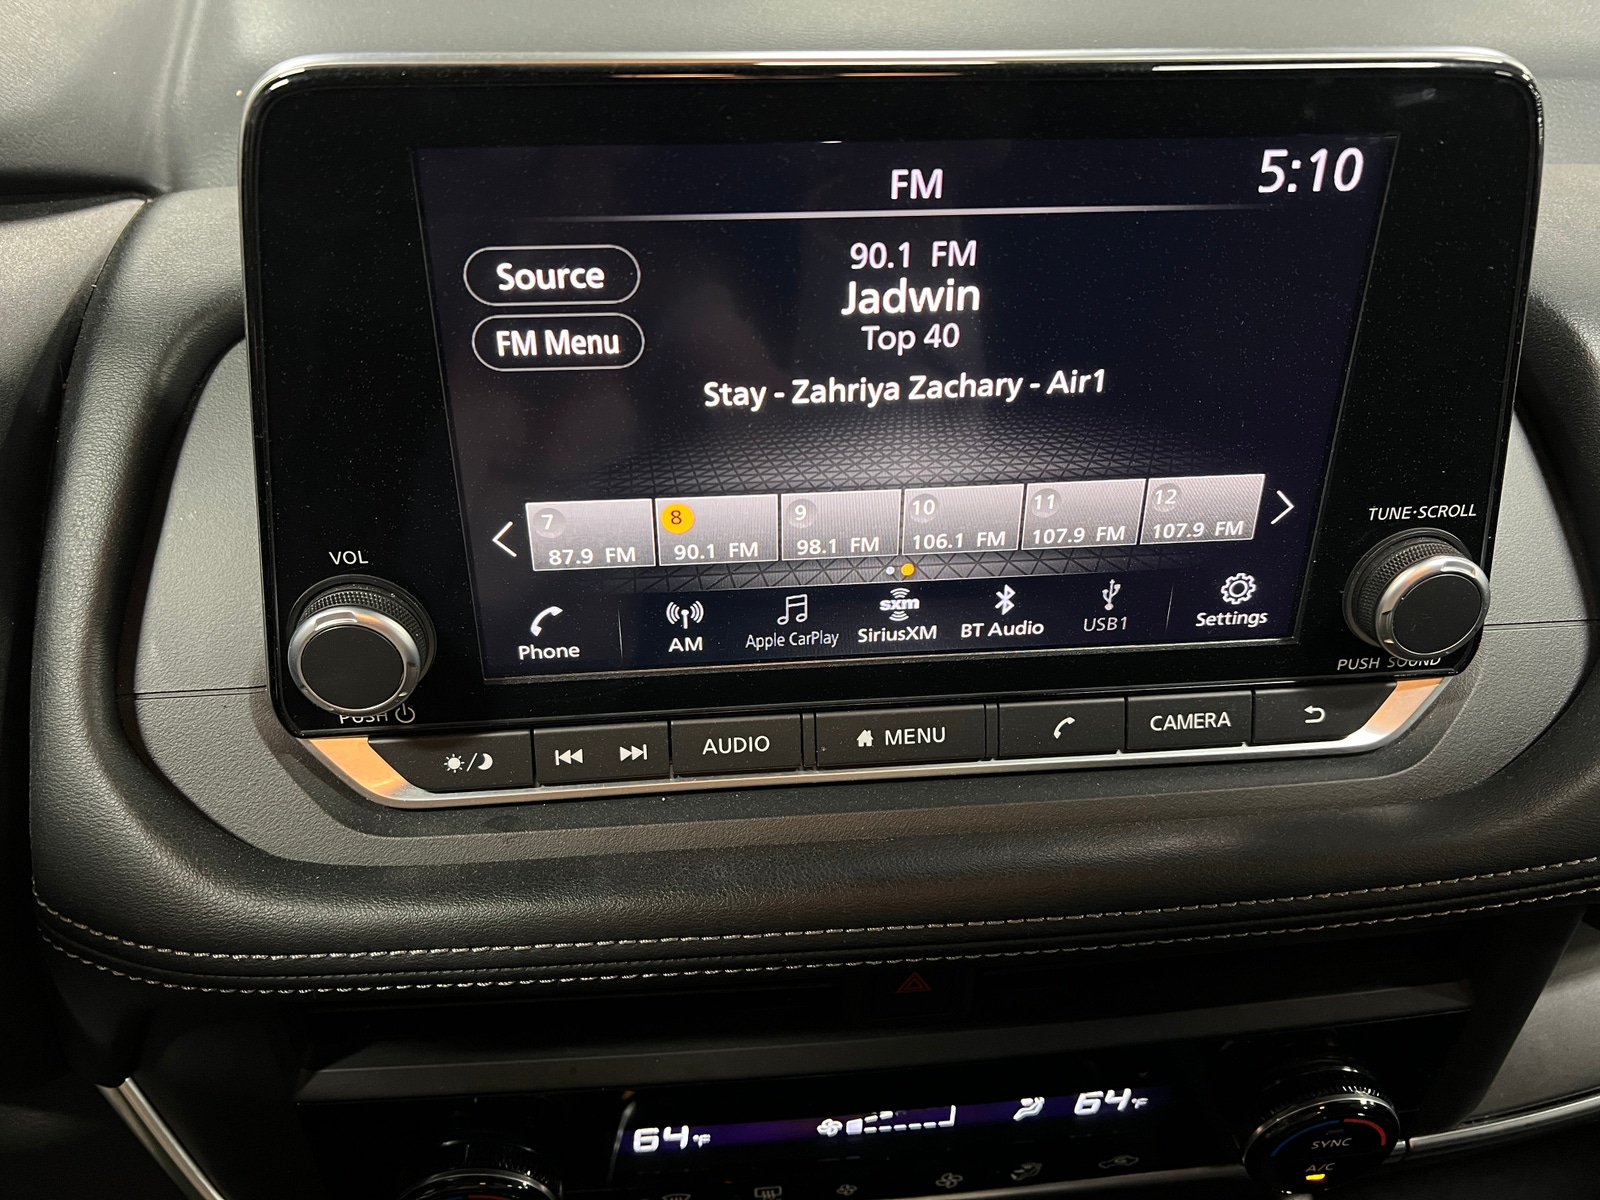 FM
5:10
Source
FM Menu
90.1 FM
Jadwin
Top 40
Stay - Zahriya Zachary - Air1
7
87.9 FM
8
90.1 FM
9
98.1 FM
10
106.1 FM
11
107.9 FM
12
107.9 FM
Phone
AM
Apple CarPlay
sxm
SiriusXM
BT Audio
USB1
Settings
VOL
PUSH
TUNE·SCROLL
PUSH SOUND
AUDIO
MENU
CAMERA
64°F
64°F
SYNC
A/C